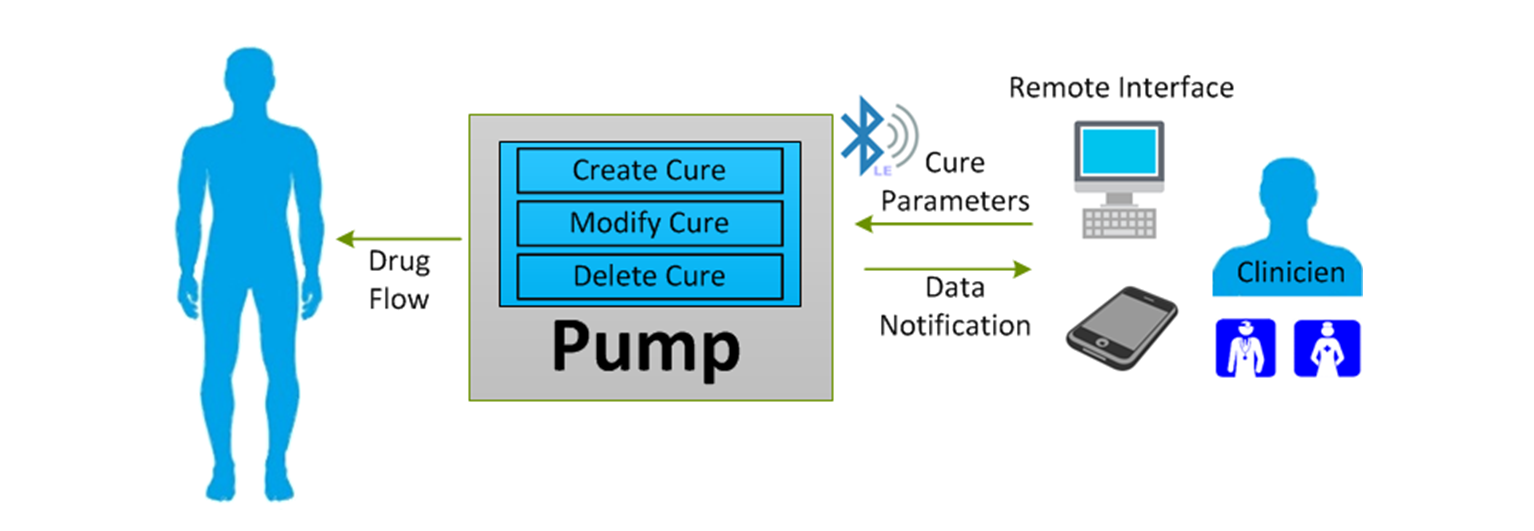 Remote Interface
Create Cure
Modify Cure
Delete Cure
Pump
LE
Cure
Parameters
Data
Notification
Drug
Flow
Clinicien